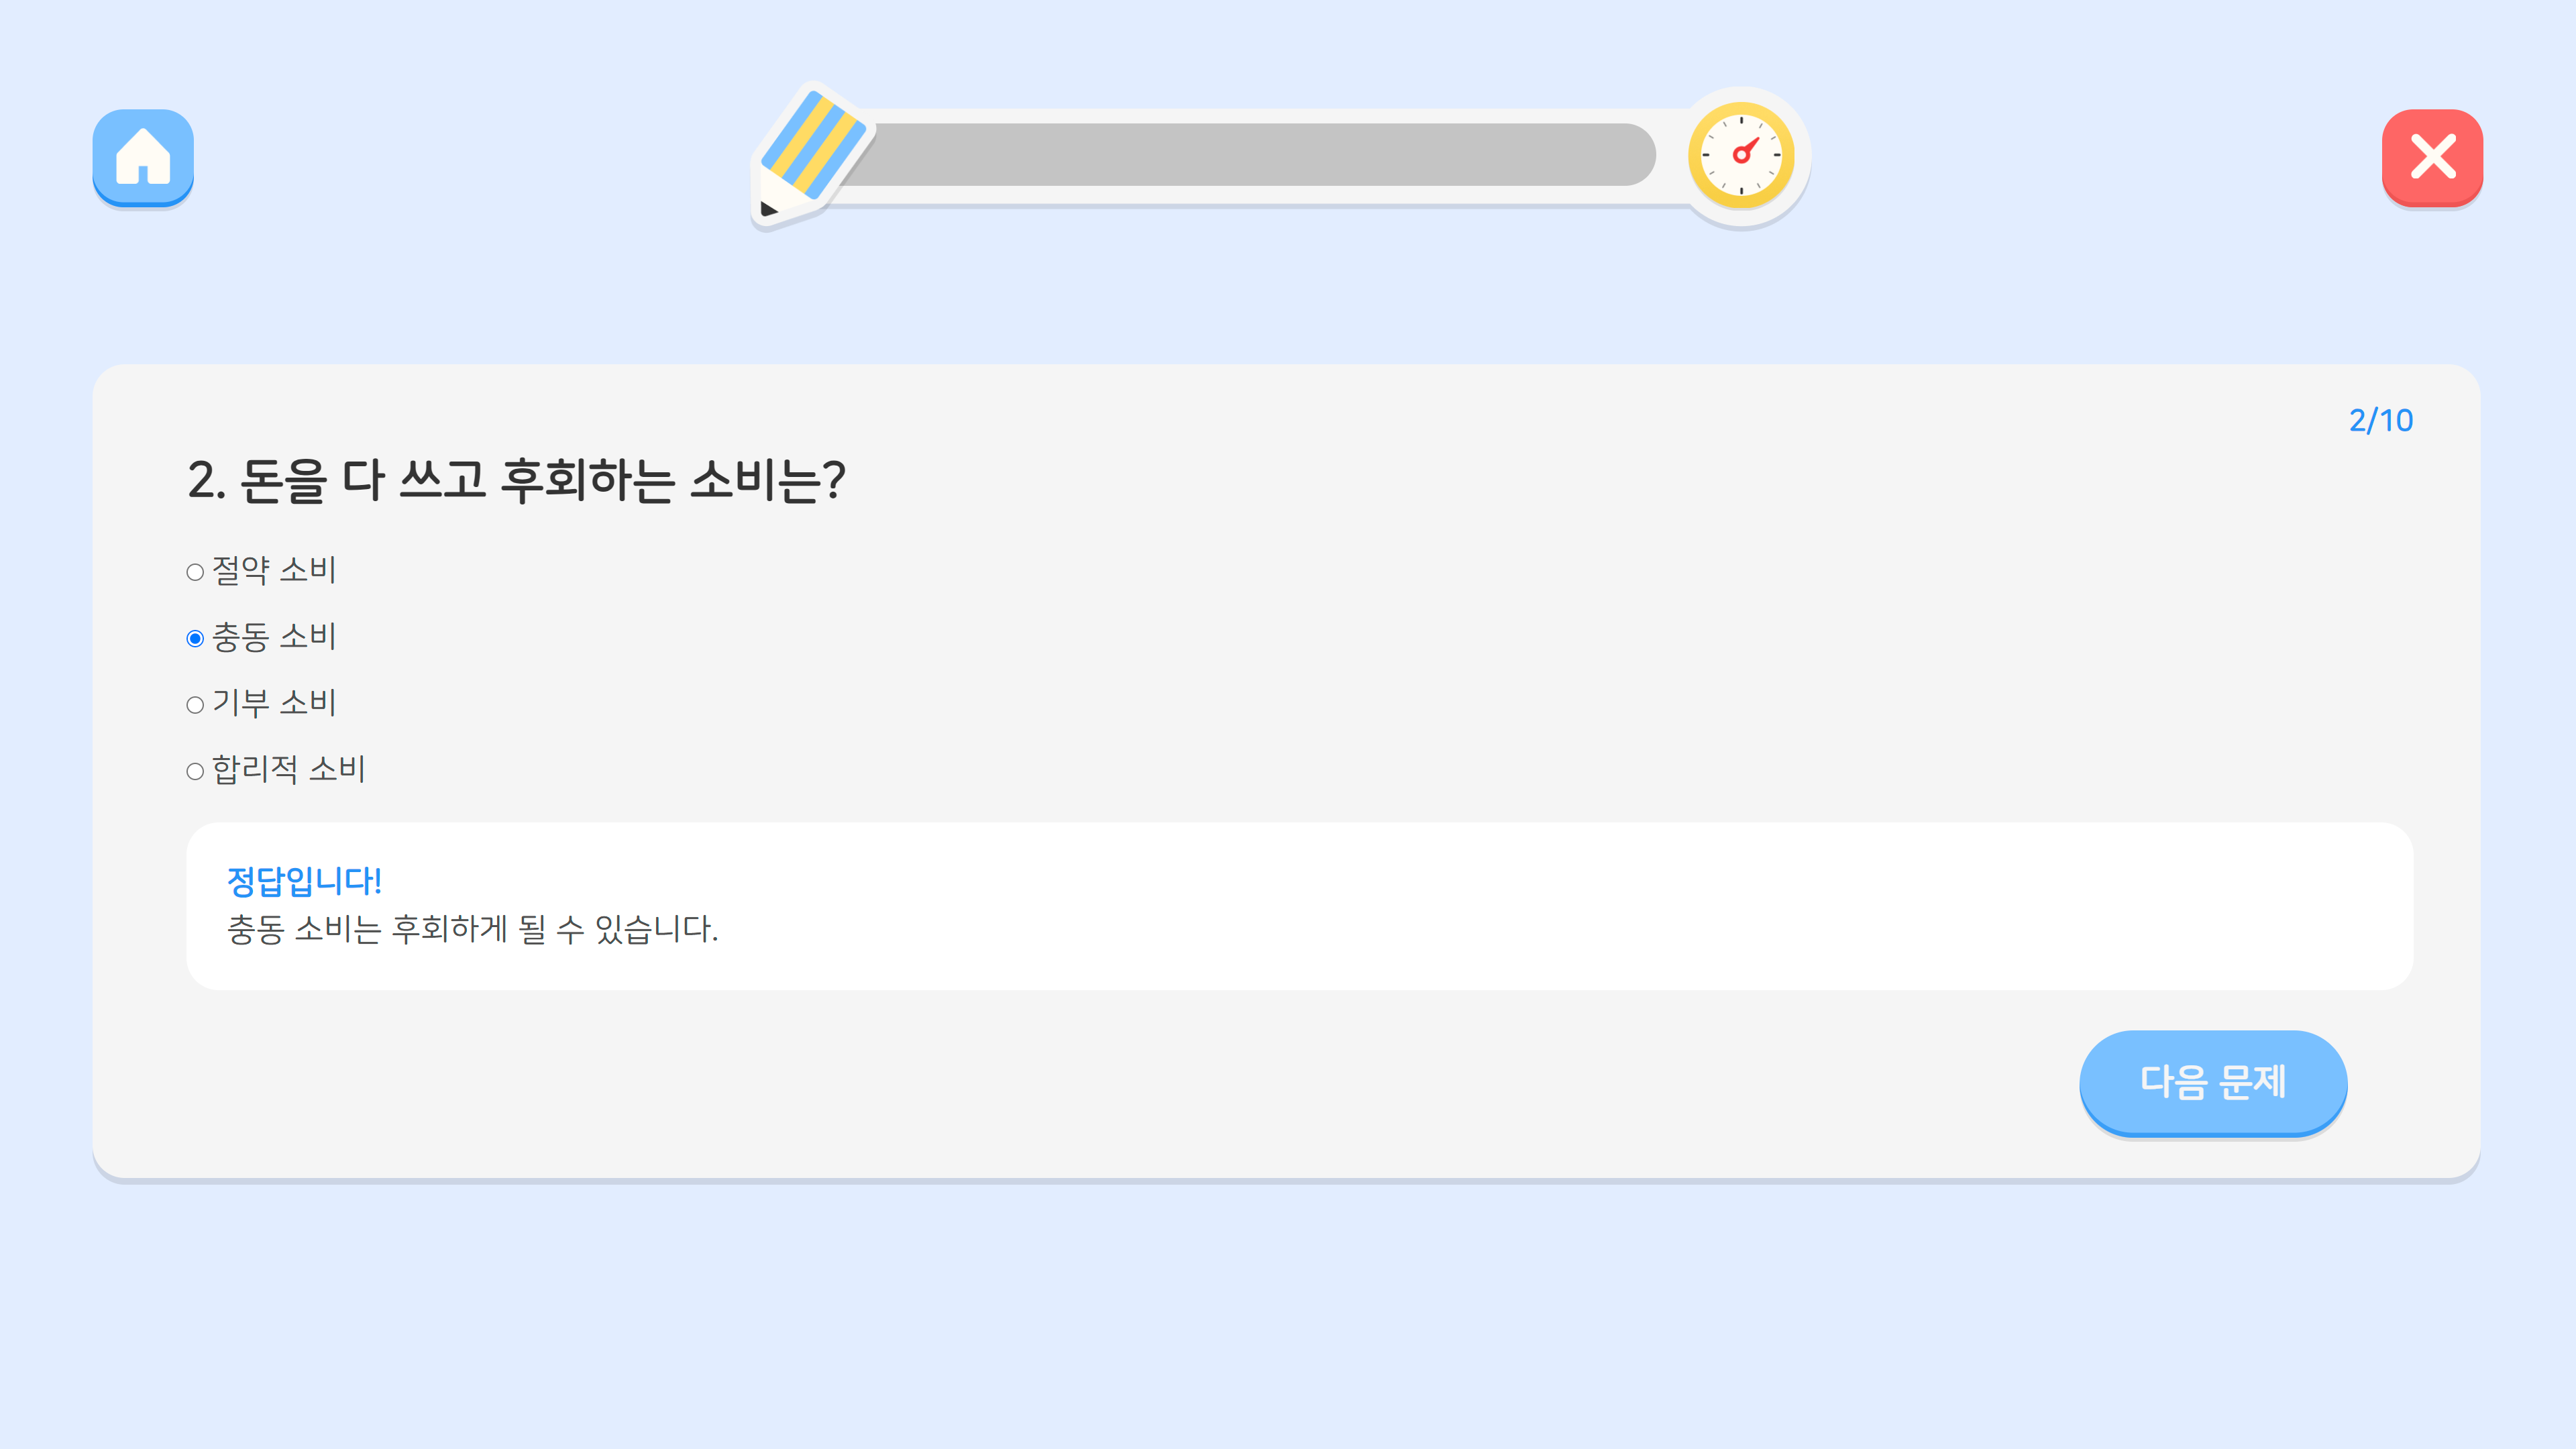 2/10
2. 돈을 다 쓰고 후회하는 소비는?
절약 소비
충동 소비
기부 소비
합리적 소비
정답입니다!
충동 소비는 후회하게 될 수 있습니다.
다음 문제